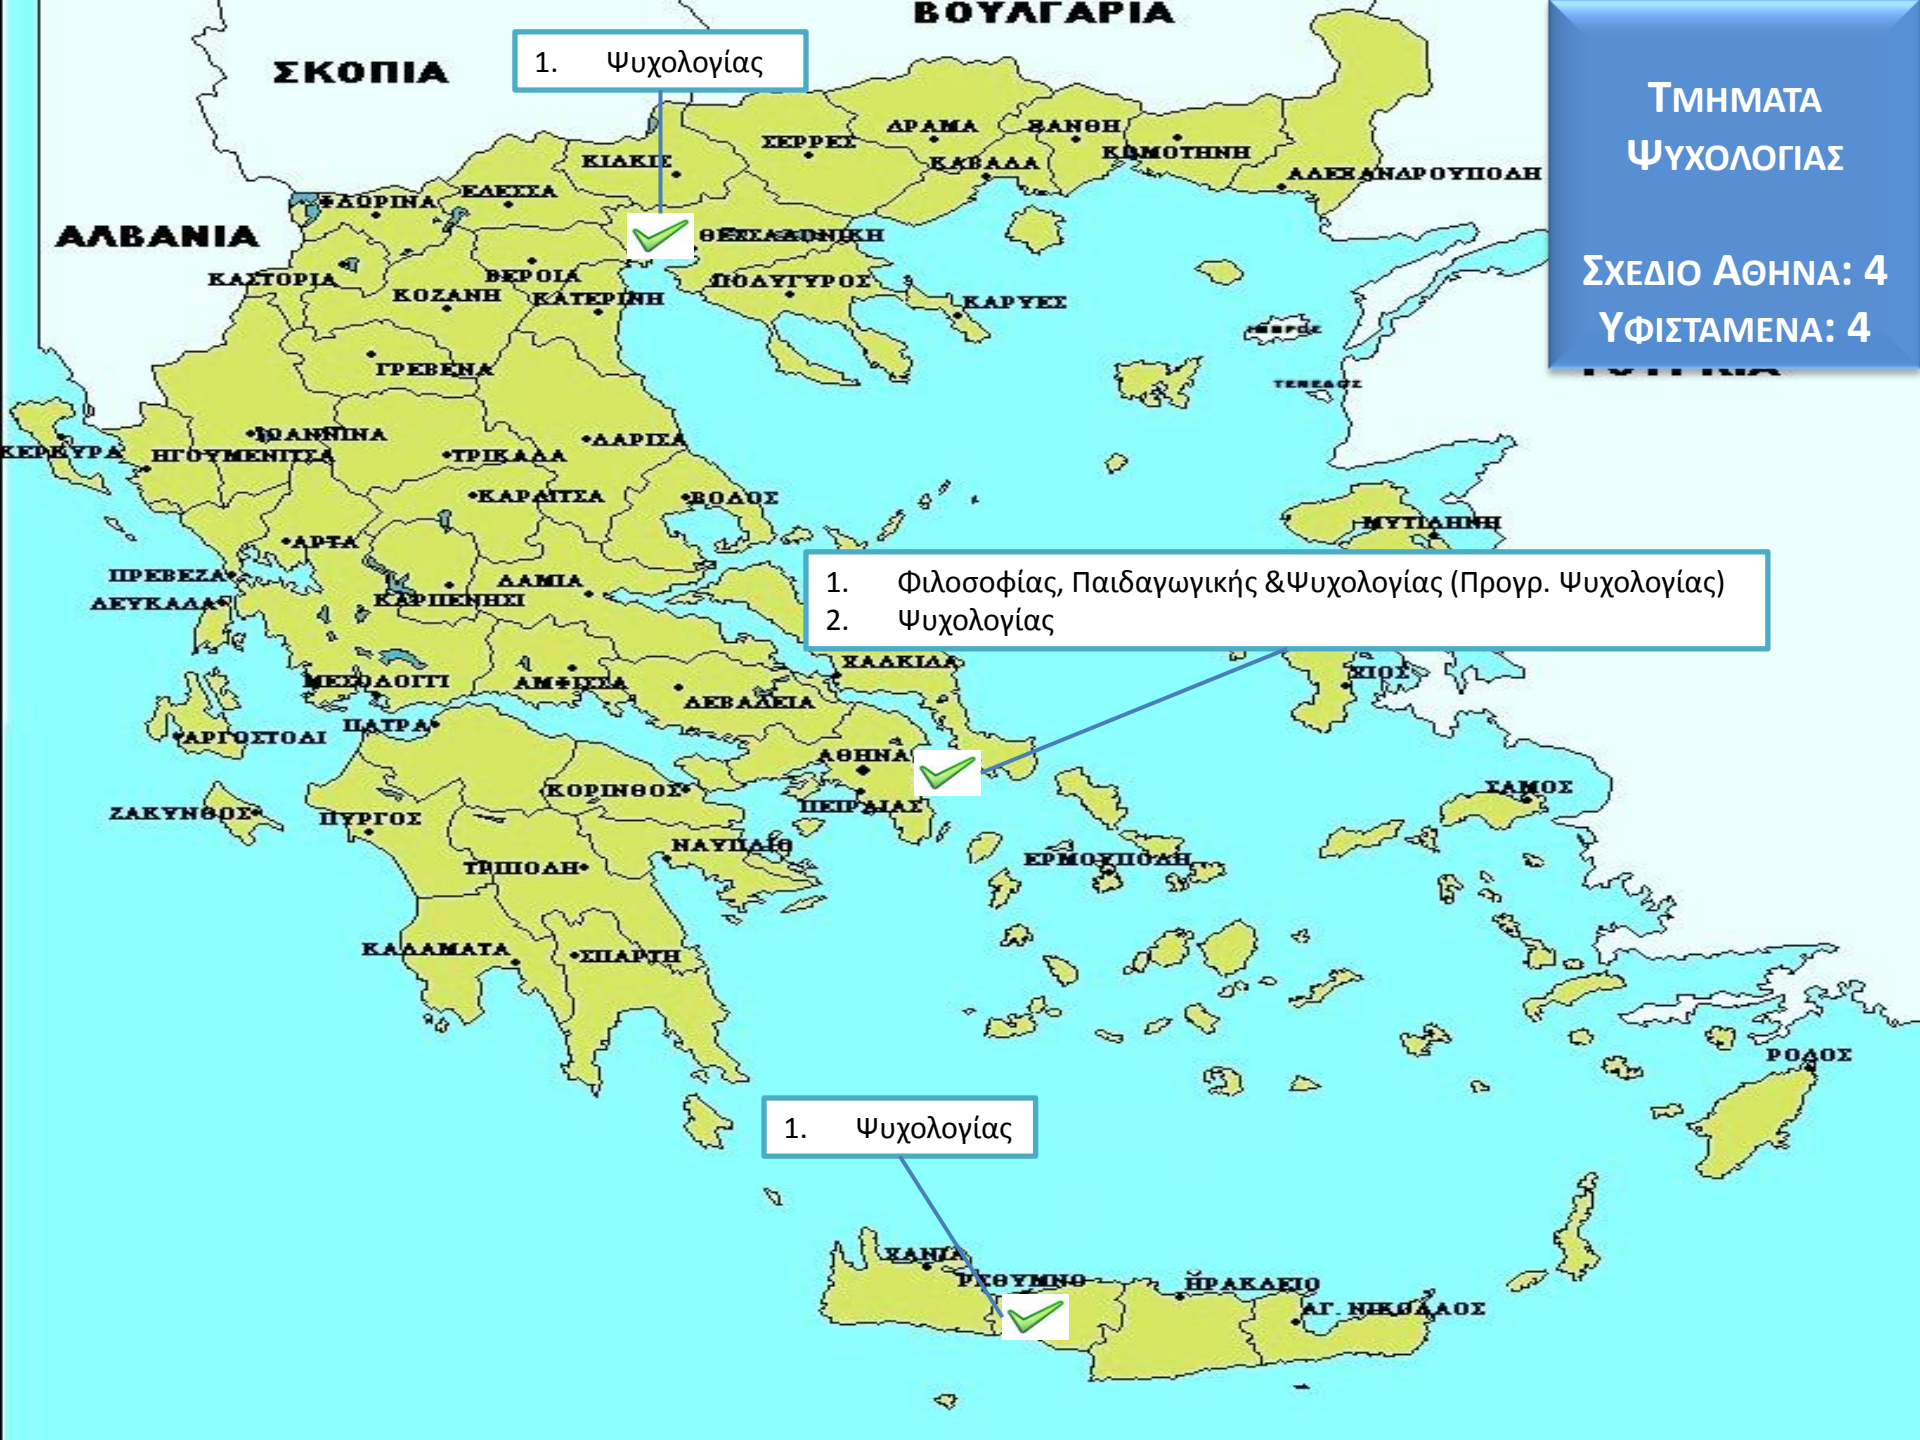 ΒΟΥΛΓΑΡΙΑ
ΣΚΟΠΙΑ
1. Ψυχολογίας
ΤΜΗΜΑΤΑ
ΨΥΧΟΛΟΓΙΑΣ
ΣΧΕΔΙΟ ΑΘΗΝΑ: 4
ΥΦΙΣΤΑΜΕΝΑ: 4
ΑΛΒΑΝΙΑ
ΔΡΑΜΑ
ΞΑΝΘΗ
ΣΕΡΡΕΣ
ΚΟΜΟΤΗΝΗ
ΚΙΛΚΙΣ
ΚΑΒΑΛΑ
ΑΛΕΞΑΝΔΡΟΥΠΟΛΗ
ΕΔΕΣΣΑ
ΦΛΩΡΙΝΑ
ΘΕΣΣΑΛΟΝΙΚΗ
ΚΑΣΤΟΡΙΑ
ΒΕΡΟΙΑ
ΠΟΛΥΓΥΡΟΣ
ΚΟΖΑΝΗ
ΚΑΤΕΡΙΝΗ
ΚΑΡΥΕΣ
ΙΜΒΡΟΣ
ΓΡΕΒΕΝΑ
ΤΕΝΕΔΟΣ
ΙΩΑΝΝΙΝΑ
ΛΑΡΙΣΑ
ΚΕΡΚΥΡΑ
ΗΓΟΥΜΕΝΙΤΣΑ
ΤΡΙΚΑΛΑ
ΚΑΡΔΙΤΣΑ
ΒΟΛΟΣ
ΜΥΤΙΛΗΝΗ
ΑΡΤΑ
ΠΡΕΒΕΖΑ
ΛΑΜΙΑ
ΛΕΥΚΑΔΑ
ΚΑΡΠΕΝΗΣΙ
1. Φιλοσοφίας, Παιδαγωγικής &Ψυχολογίας (Προγρ. Ψυχολογίας)
2. Ψυχολογίας
ΧΑΛΚΙΔΑ
ΧΙΟΣ
ΜΕΣΟΛΟΓΓΙ
ΑΜΦΙΣΣΑ
ΛΕΒΑΔΕΙΑ
ΠΑΤΡΑ
ΑΡΓΟΣΤΟΛΙ
ΑΘΗΝΑ
ΚΟΡΙΝΘΟΣ
ΣΑΜΟΣ
ΠΕΙΡΑΙΑΣ
ΖΑΚΥΝΘΟΣ
ΠΥΡΓΟΣ
ΝΑΥΠΛΙΟ
ΕΡΜΟΥΠΟΛΗ
ΤΡΙΠΟΛΗ
ΚΑΛΑΜΑΤΑ
ΣΠΑΡΤΗ
ΡΟΔΟΣ
1. Ψυχολογίας
ΧΑΝΙΑ
ΡΕΘΥΜΝΟ
ΗΡΑΚΛΕΙΟ
ΑΓ. ΝΙΚΟΛΑΟΣ